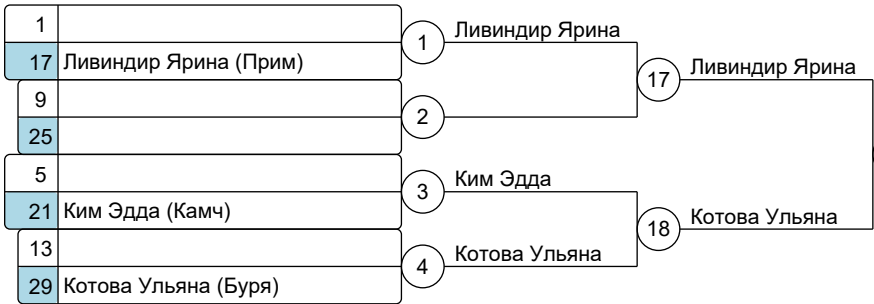 1
17 Ливиндир Ярина (Прим)
9
25
5
21 Ким Эдда (Камч)
13
29 Котова Ульяна (Буря)
1 Ливиндир Ярина
2
3 Ким Эдда
4 Котова Ульяна
17 Ливиндир Ярина
18 Котова Ульяна